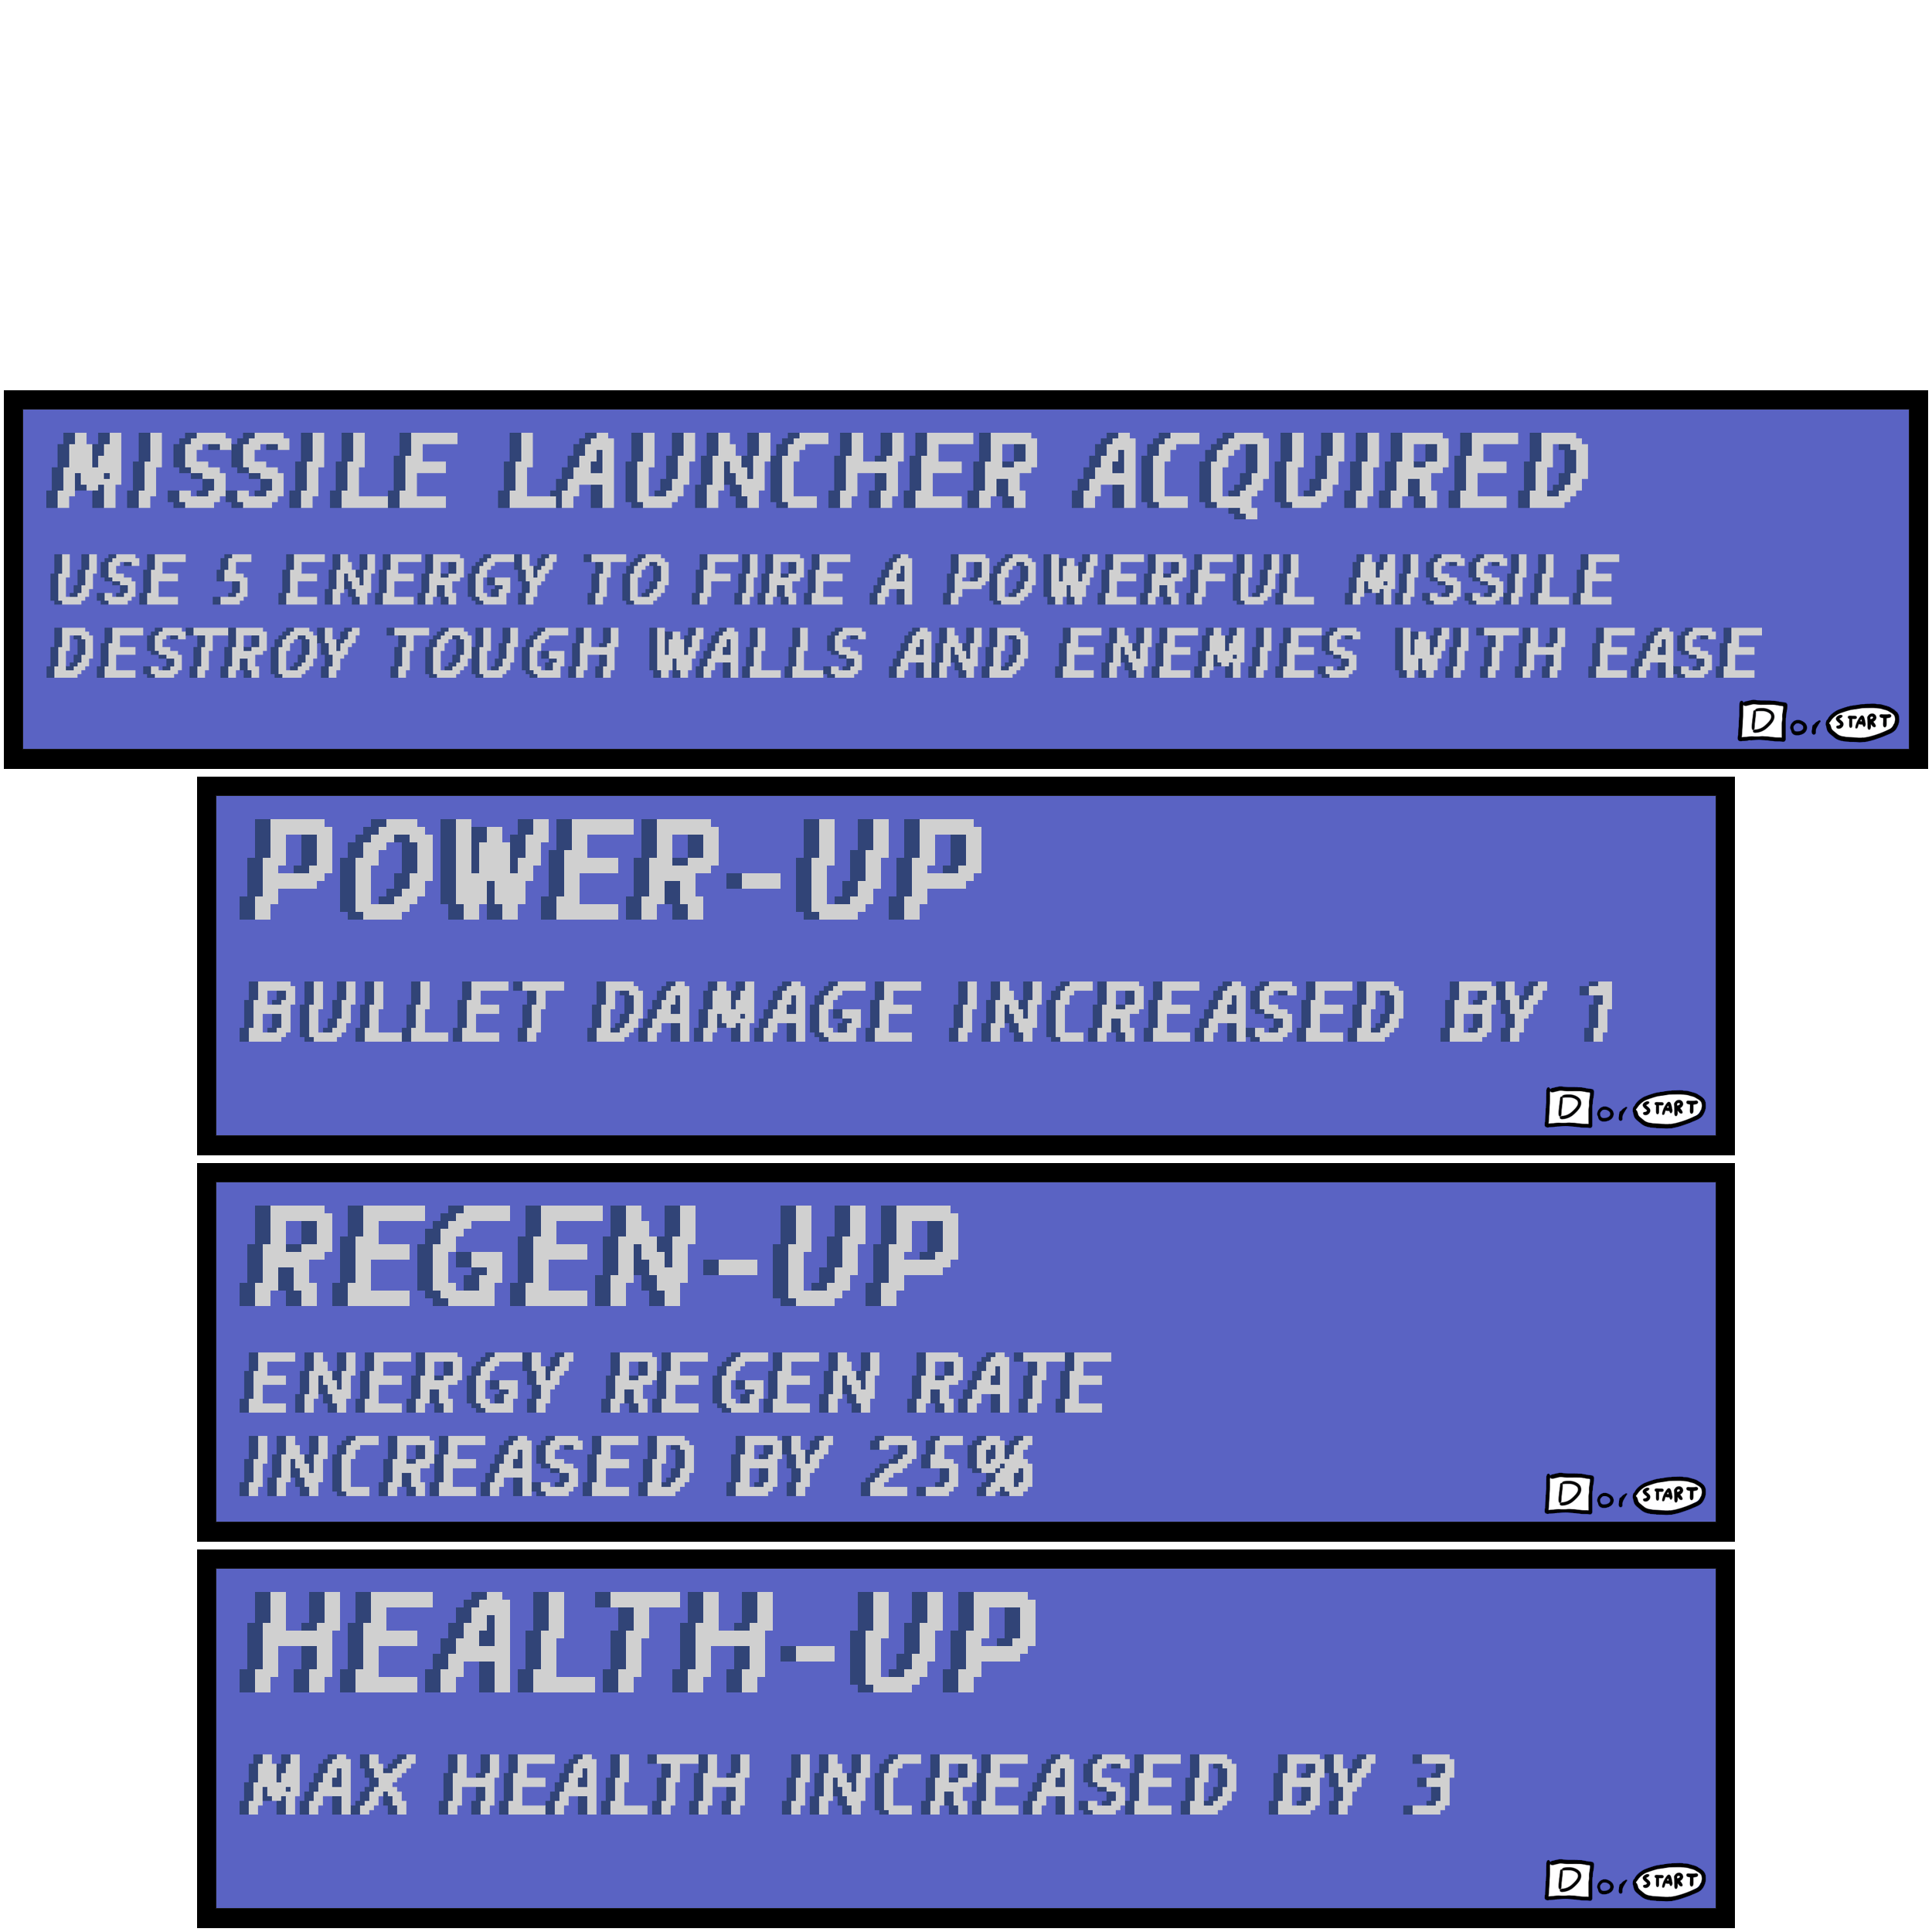 MISSILE LAUNCHER ACQUIRED
USE 5 ENERGY TO FIRE A POWERFUL MISSILE
DESTROY TOUGH WALLS AND ENEMIES WITH EASE
D or START
POWER-UP
BULLET DAMAGE INCREASED BY 1
D or START
REGEN-UP
ENERGY REGEN RATE
INCREASED BY 25%
D or START
HEALTH-UP
MAX HEALTH INCREASED BY 3
D or START